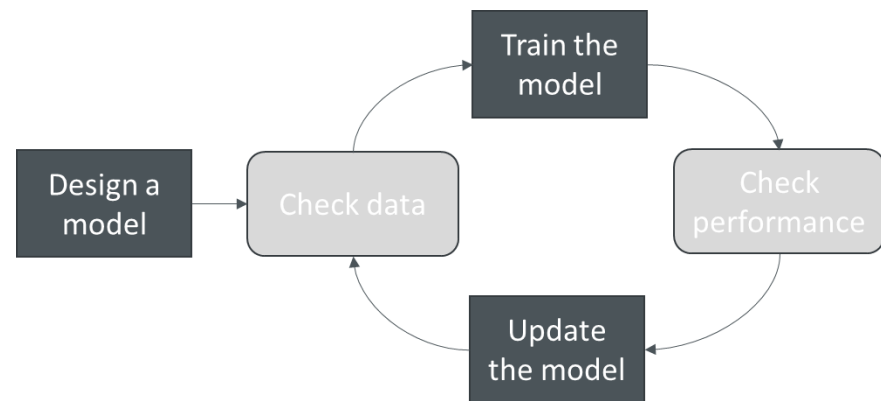 Design a
model
Check data
Train the
model
Check
performance
Update
the model